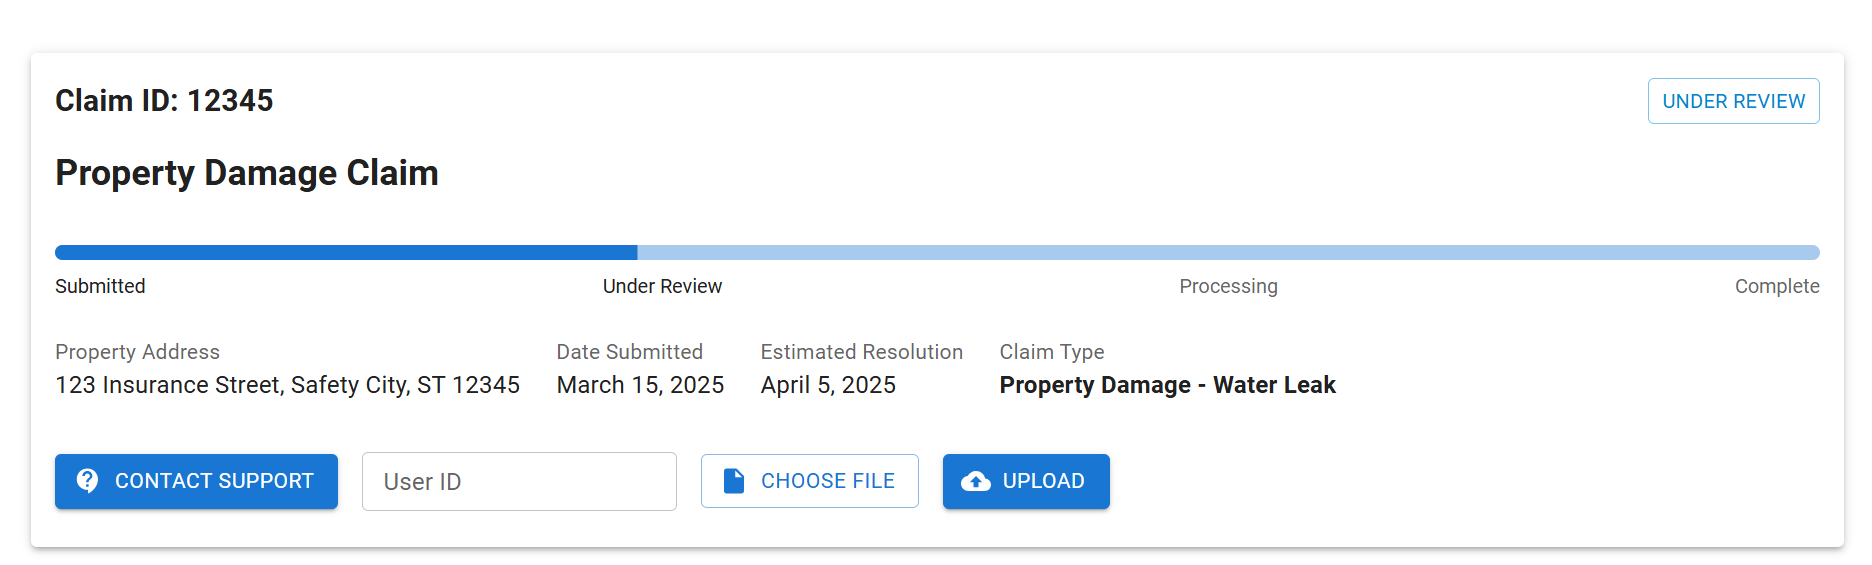 Claim ID: 12345
UNDER REVIEW
Property Damage Claim
Submitted
Under Review
Processing
Complete
Property Address
123 Insurance Street, Safety City, ST 12345
Date Submitted
March 15, 2025
Estimated Resolution
April 5, 2025
Claim Type
Property Damage - Water Leak
CONTACT SUPPORT
User ID
CHOOSE FILE
UPLOAD